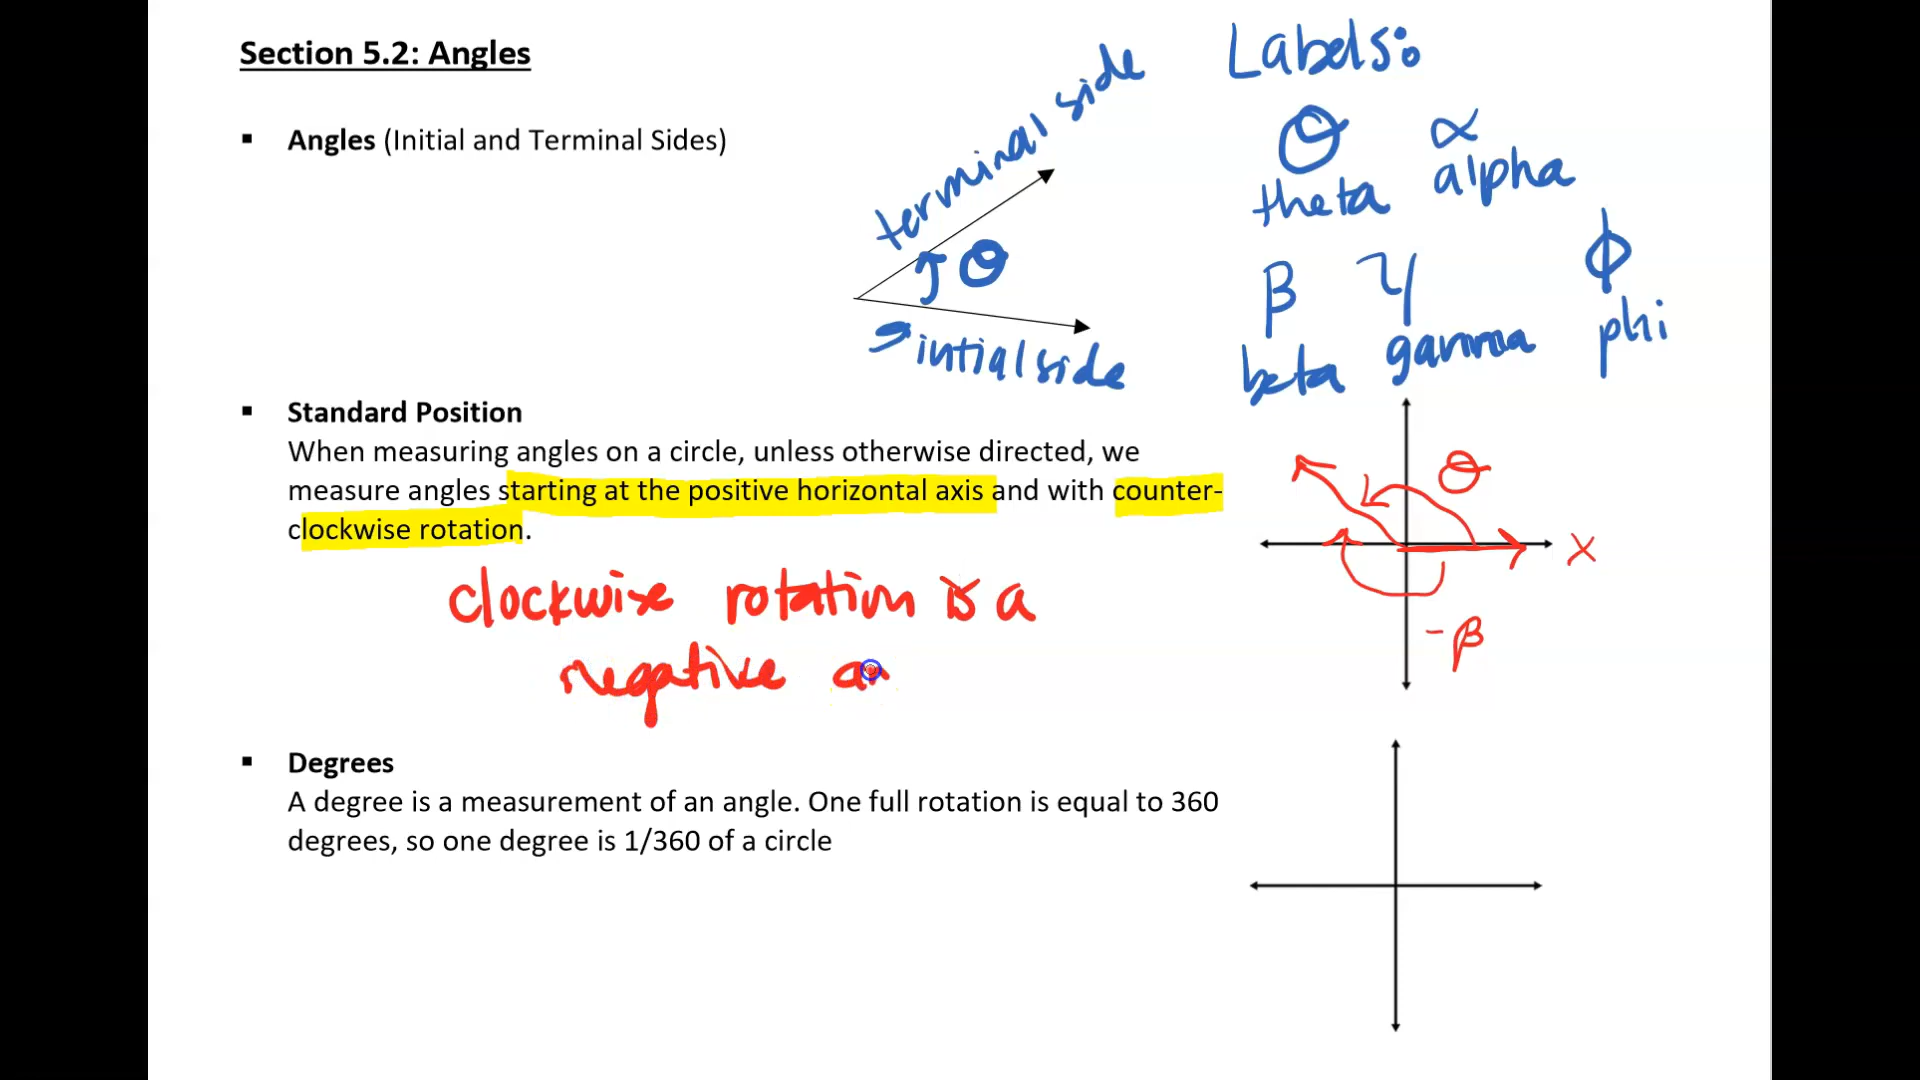 Section 5.2: Angles
Labels:
▪ Angles (Initial and Terminal Sides)
terminal side
θ α
theta alpha
θ
β γ ϕ
beta gamma phi
intial side
▪ Standard Position
When measuring angles on a circle, unless otherwise directed, we
measure angles starting at the positive horizontal axis and with counter-
clockwise rotation.
θ
x
-β
clockwise rotation is a
negative an
▪ Degrees
A degree is a measurement of an angle. One full rotation is equal to 360
degrees, so one degree is 1/360 of a circle